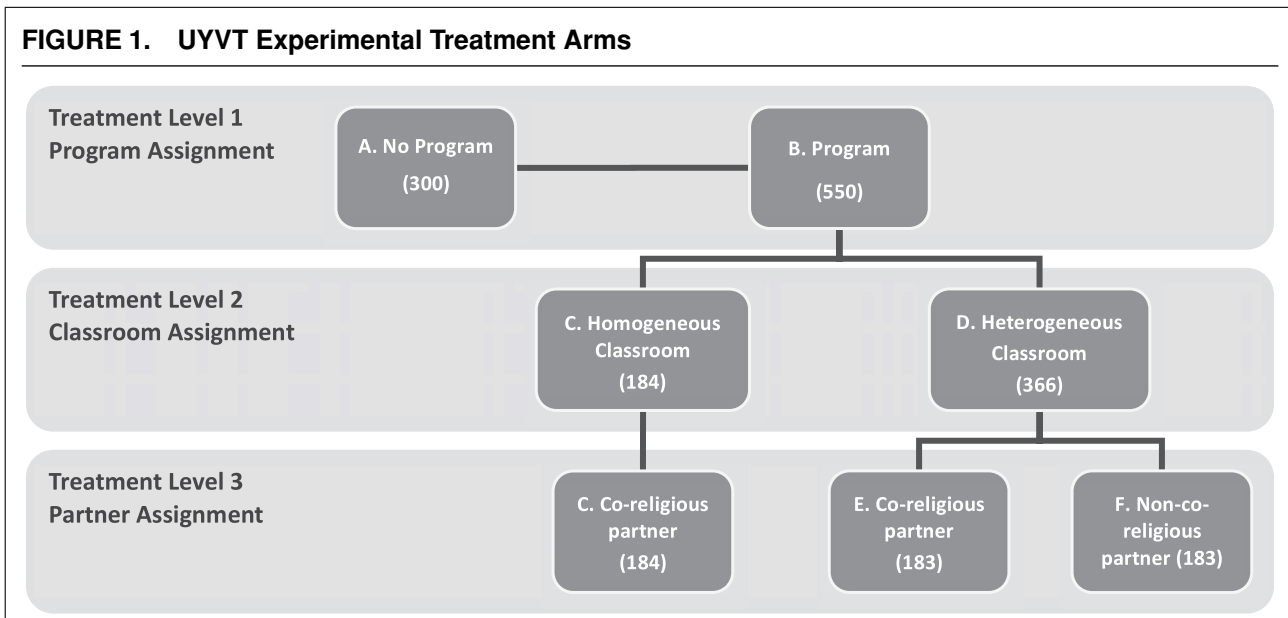 FIGURE 1. UYVT Experimental Treatment Arms
Treatment Level 1
Program Assignment
A. No Program
(300)
B. Program
(550)
Treatment Level 2
Classroom Assignment
C. Homogeneous
Classroom
(184)
D. Heterogeneous
Classroom
(366)
Treatment Level 3
Partner Assignment
C. Co-religious
partner
(184)
E. Co-religious
partner
(183)
F. Non-co-
religious
partner (183)